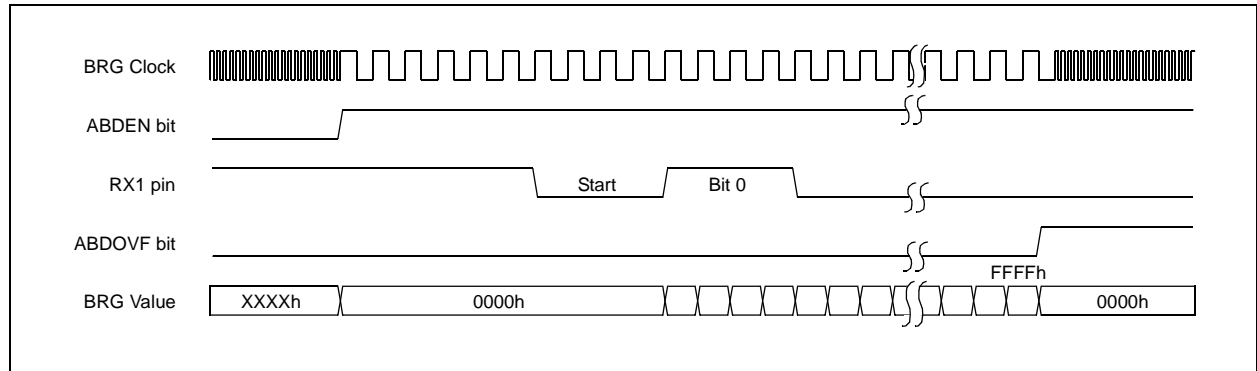 BRG Clock
ABDEN bit
RX1 pin
Start
Bit 0
ABDOVF bit
FFFFh
BRG Value
XXXXh
0000h
0000h